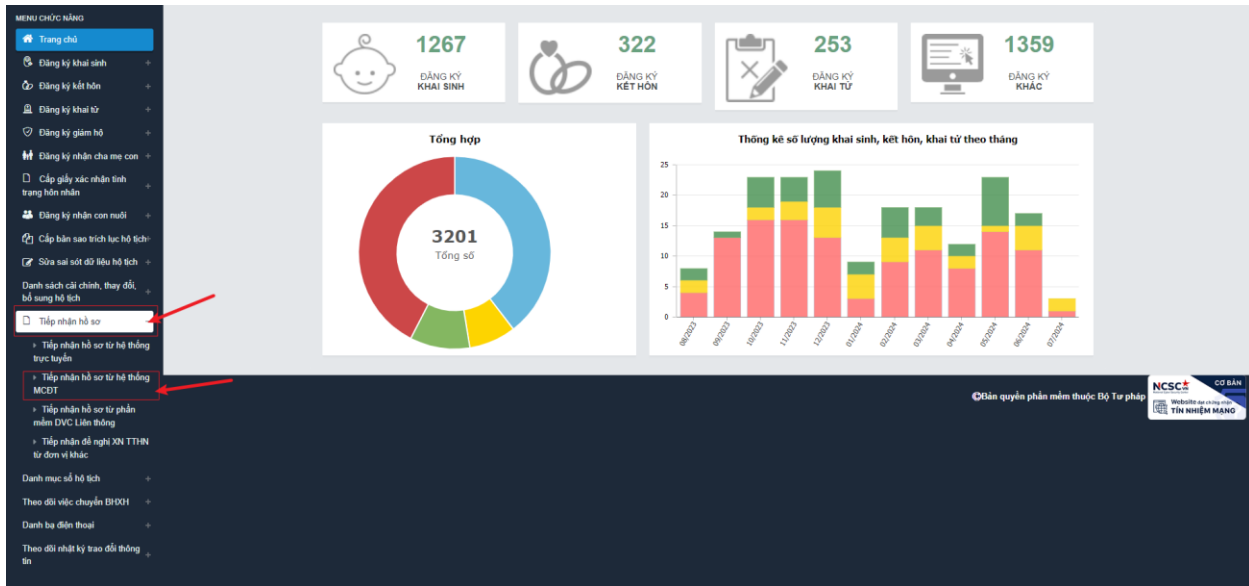 MENU CHỨC NĂNG
Trang chủ
Đăng ký khai sinh +
Đăng ký kết hôn +
Đăng ký khai tử +
Đăng ký giám hộ +
Đăng ký nhận cha mẹ con +
Cấp giấy xác nhận tình
trạng hôn nhân +
Đăng ký nhận con nuôi +
Cấp bản sao trích lục hộ tịch +
Sửa sai sót dữ liệu hộ tịch +
Danh sách cải chính, thay đổi,
bổ sung hộ tịch +
Tiếp nhận hồ sơ
Tiếp nhận hồ sơ từ hệ thống
trực tuyến
Tiếp nhận hồ sơ từ hệ thống
MCĐT
Tiếp nhận hồ sơ từ phần
mềm DVC Liên thông
Tiếp nhận đề nghị XN TTHN
từ đơn vị khác
Danh mục sổ hộ tịch +
Theo dõi việc chuyển BHXH +
Danh bạ điện thoại +
Theo dõi nhật ký trao đổi thông
tin +
1267
ĐĂNG KÝ
KHAI SINH
322
ĐĂNG KÝ
KẾT HÔN
253
ĐĂNG KÝ
KHAI TỬ
1359
ĐĂNG KÝ
KHÁC
Tổng hợp
3201
Tổng số
Thống kê số lượng khai sinh, kết hôn, khai tử theo tháng
25
20
15
10
5
0
08/2023
09/2023
10/2023
11/2023
12/2023
01/2024
02/2024
03/2024
04/2024
05/2024
06/2024
07/2024
©Bản quyền phần mềm thuộc Bộ Tư pháp
NCSC
CƠ BẢN
Website đạt chứng nhận
TÍN NHIỆM MẠNG